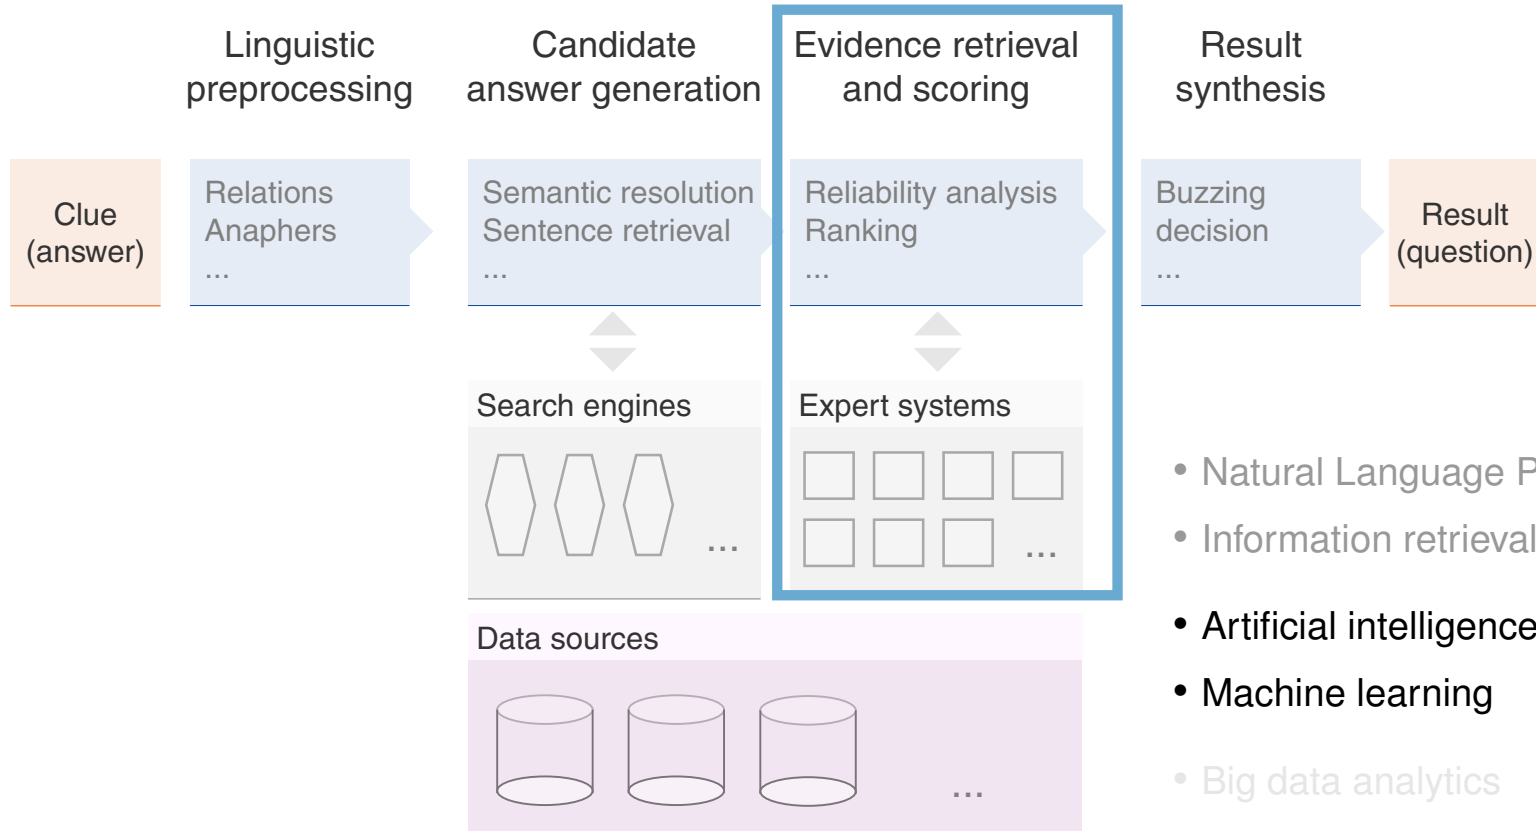 Linguistic
preprocessing
Candidate
answer generation
Evidence retrieval
and scoring
Result
synthesis
Clue
(answer)
Relations
Anaphers
...
Semantic resolution
Sentence retrieval
...
Reliability analysis
Ranking
...
Buzzing
decision
...
Result
(question)
Search engines
...
Expert systems
...
Data sources
...
• Natural Language P
• Information retrieval
• Artificial intelligence
• Machine learning
• Big data analytics